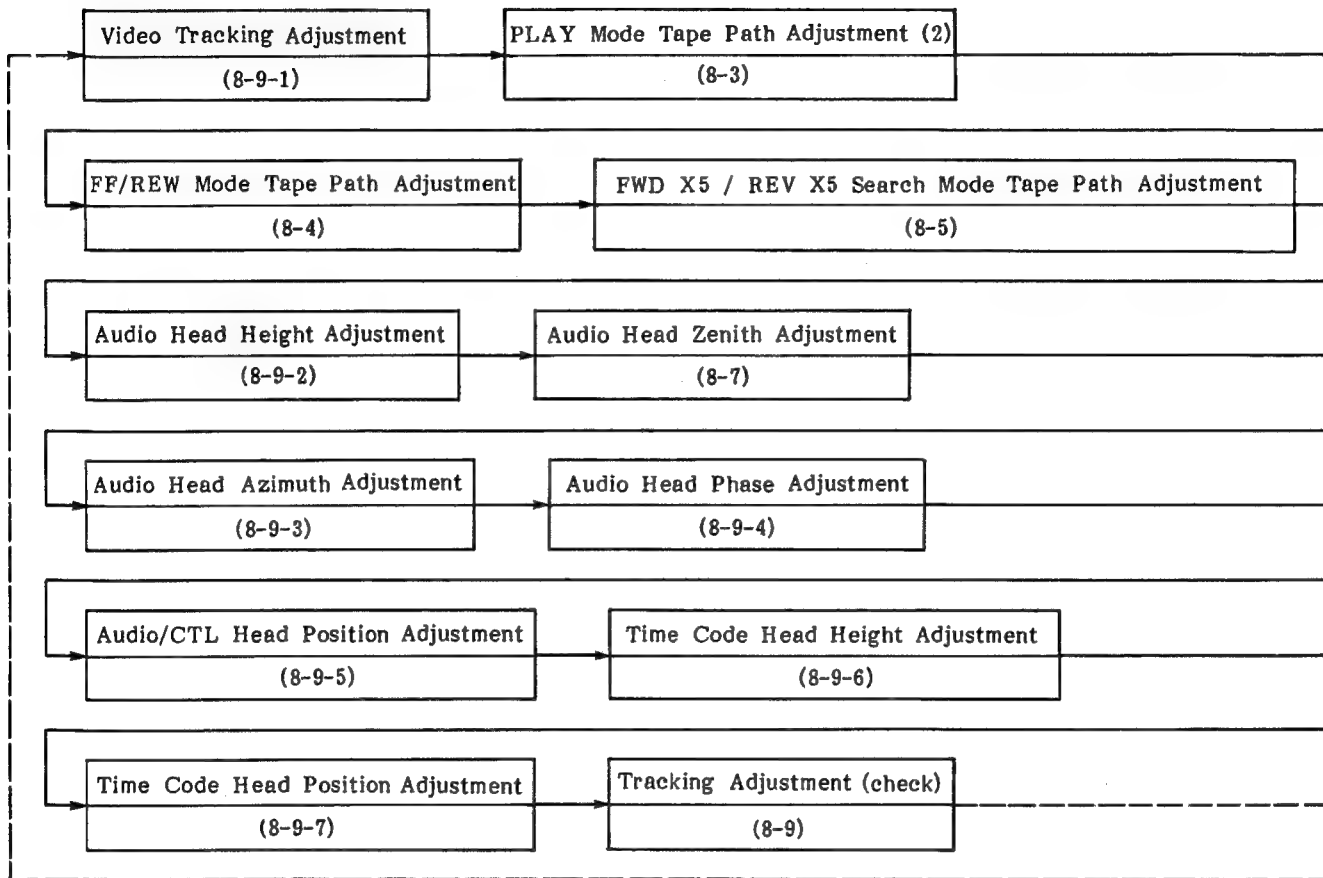 Video Tracking Adjustment
(8-9-1)
PLAY Mode Tape Path Adjustment (2)
(8-3)
FF/REW Mode Tape Path Adjustment
(8-4)
FWD X5 / REV X5 Search Mode Tape Path Adjustment
(8-5)
Audio Head Height Adjustment
(8-9-2)
Audio Head Zenith Adjustment
(8-7)
Audio Head Azimuth Adjustment
(8-9-3)
Audio Head Phase Adjustment
(8-9-4)
Audio/CTL Head Position Adjustment
(8-9-5)
Time Code Head Height Adjustment
(8-9-6)
Time Code Head Position Adjustment
(8-9-7)
Tracking Adjustment (check)
(8-9)